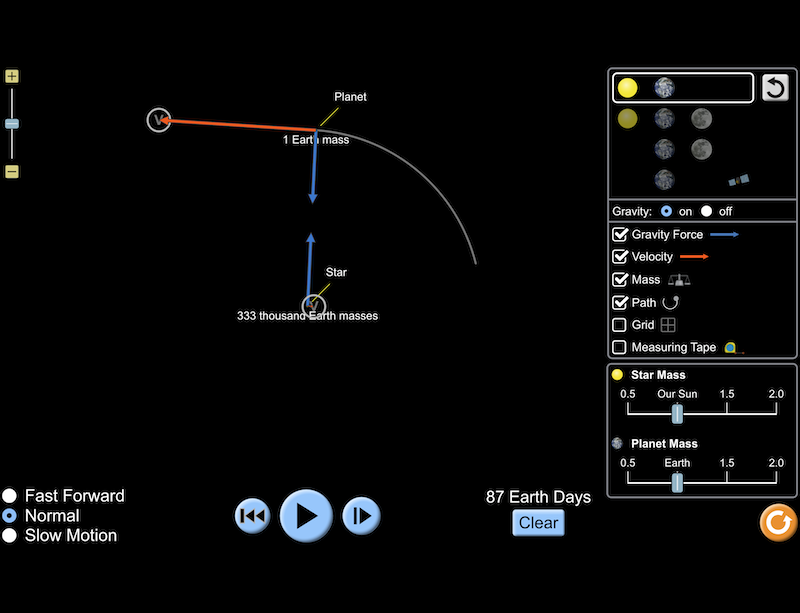 +
−
V
Planet
1 Earth mass
Star
V
333 thousand Earth masses
Gravity: on off
Gravity Force
Velocity
Mass
Path
Grid
Measuring Tape
Star Mass
0.5 Our Sun 1.5 2.0
Planet Mass
0.5 Earth 1.5 2.0
Fast Forward
Normal
Slow Motion
87 Earth Days
Clear